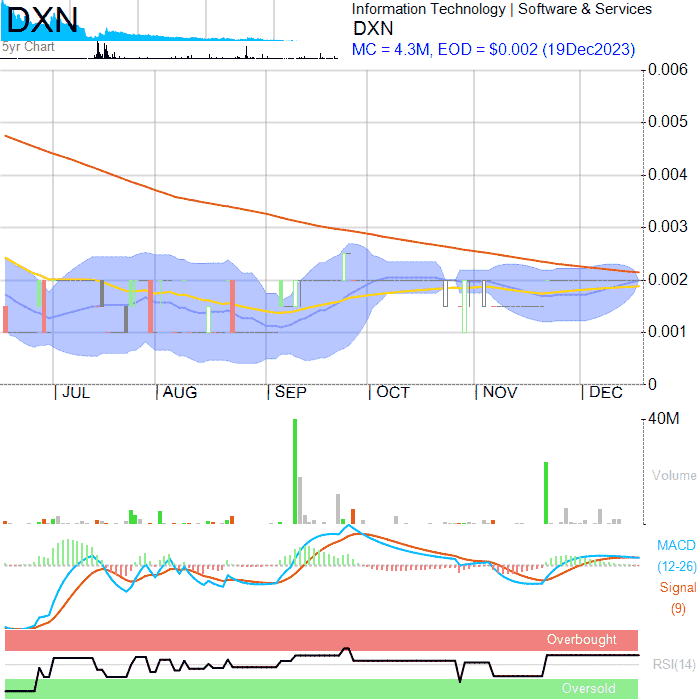 DXN
5yr Chart
Information Technology | Software & Services
DXN
MC = 4.3M, EOD = $0.002 (19Dec2023)
0.006
0.005
0.004
0.003
0.002
0.001
0
JUL AUG SEP OCT NOV DEC
40M
Volume
MACD
(12-26)
Signal
(9)
Overbought
RSI(14)
Oversold